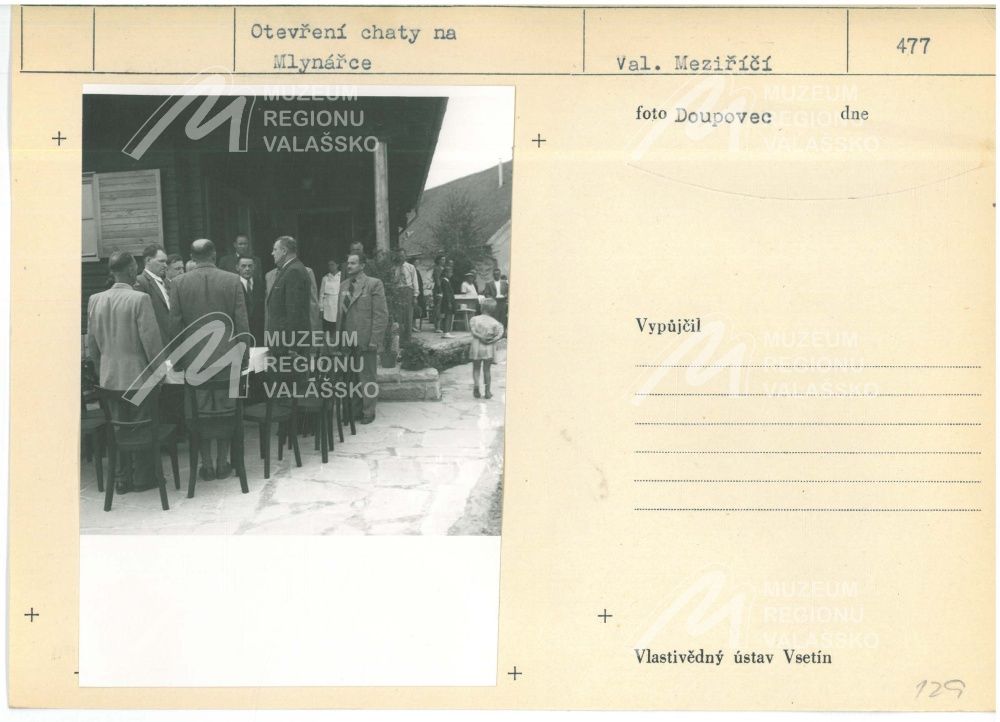 Otevření chaty na
Mlynářce
Val. Meziříčí
477
foto Doupovec dne
Vypůjčil
Vlastivědný ústav Vsetín
129
MUZEUM
REGIONU
VALAŠSKO
MUZEUM
REGIONU
VALAŠSKO
MUZEUM
REGIONU
VALAŠSKO
MUZEUM
REGIONU
VALAŠSKO
MUZEUM
REGIONU
VALAŠSKO